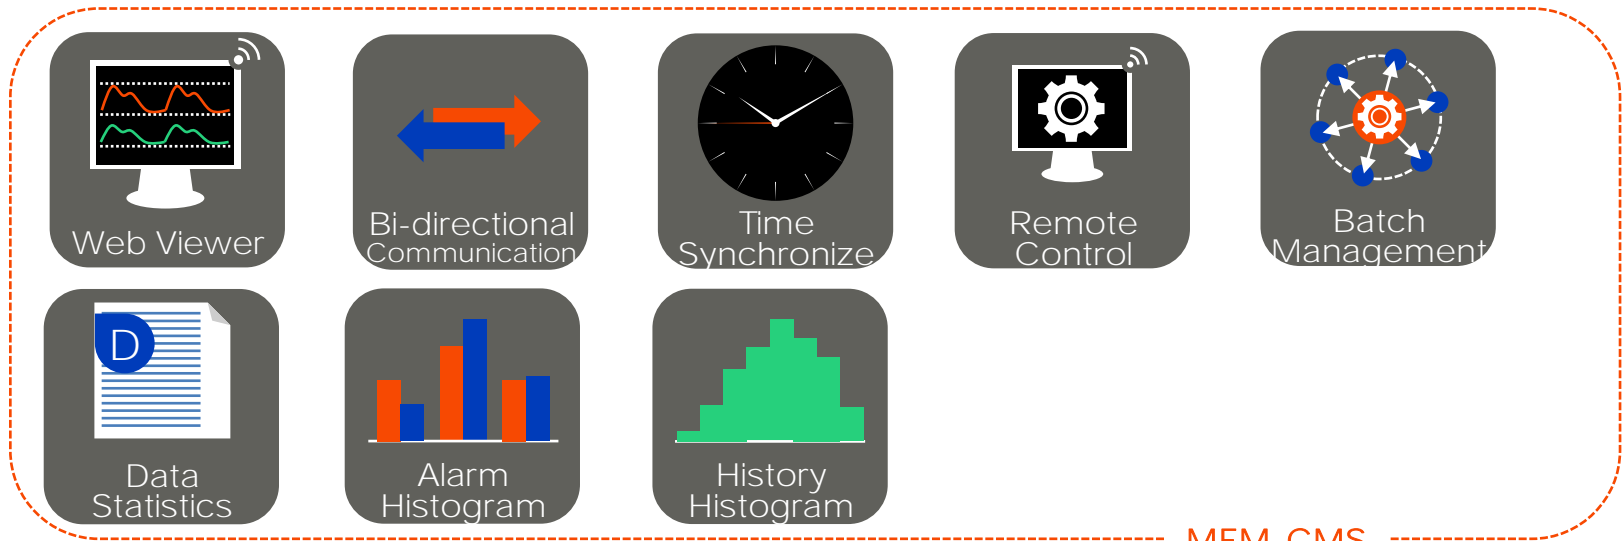 Web Viewer
Bi-directional
Communication
Time
Synchronize
Remote
Control
Batch
Management
D
Data
Statistics
Alarm
Histogram
History
Histogram